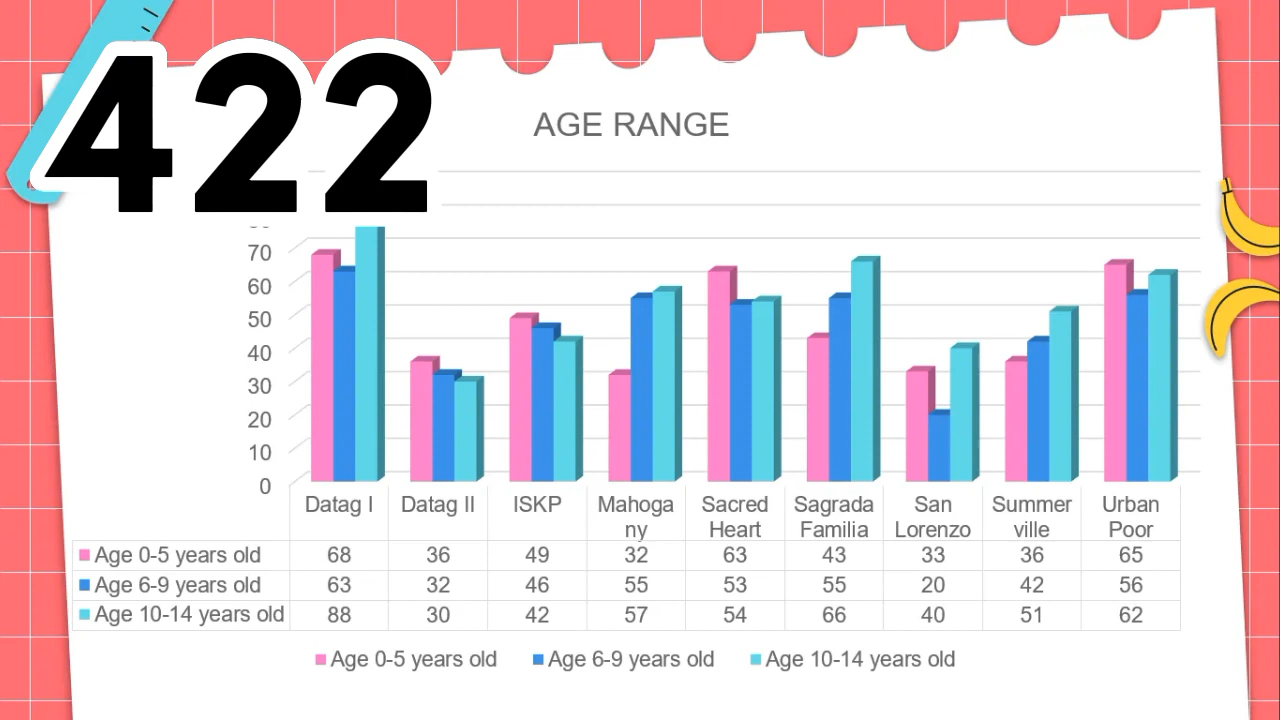 422
AGE RANGE
70
60
50
40
30
20
10
0
Datag I Datag II ISKP Mahoga Sacred Sagrada San Summer Urban
ny Heart Familia Lorenzo ville Poor
Age 0-5 years old 68 36 49 32 63 43 33 36 65
Age 6-9 years old 63 32 46 55 53 55 20 42 56
Age 10-14 years old 88 30 42 57 54 66 40 51 62
Age 0-5 years old Age 6-9 years old Age 10-14 years old